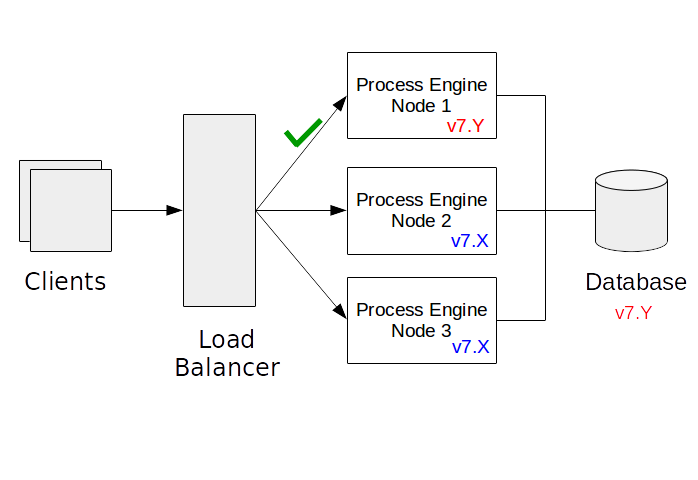 Process Engine
Node 1
v7.Y
Process Engine
Node 2
v7.X
Process Engine
Node 3
v7.X
Clients
Load
Balancer
Database
v7.Y